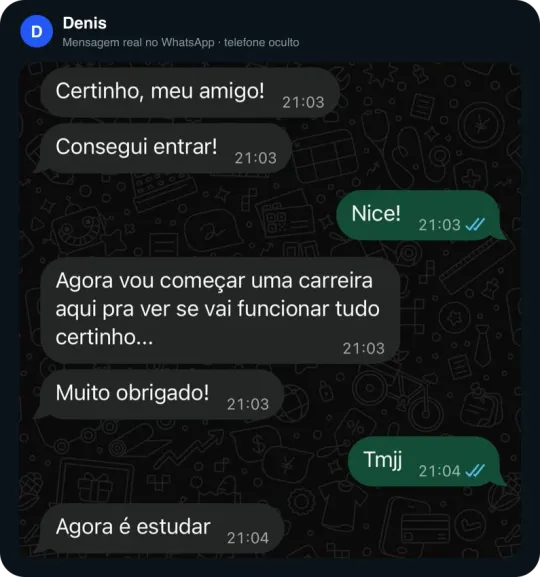 D
Denis
Mensagem real no WhatsApp · telefone oculto
Certinho, meu amigo!
21:03
Consegui entrar!
21:03
Nice!
21:03
Agora vou começar uma carreira
aqui pra ver se vai funcionar tudo
certinho...
21:03
Muito obrigado!
21:03
Tmjj
21:04
Agora é estudar
21:04